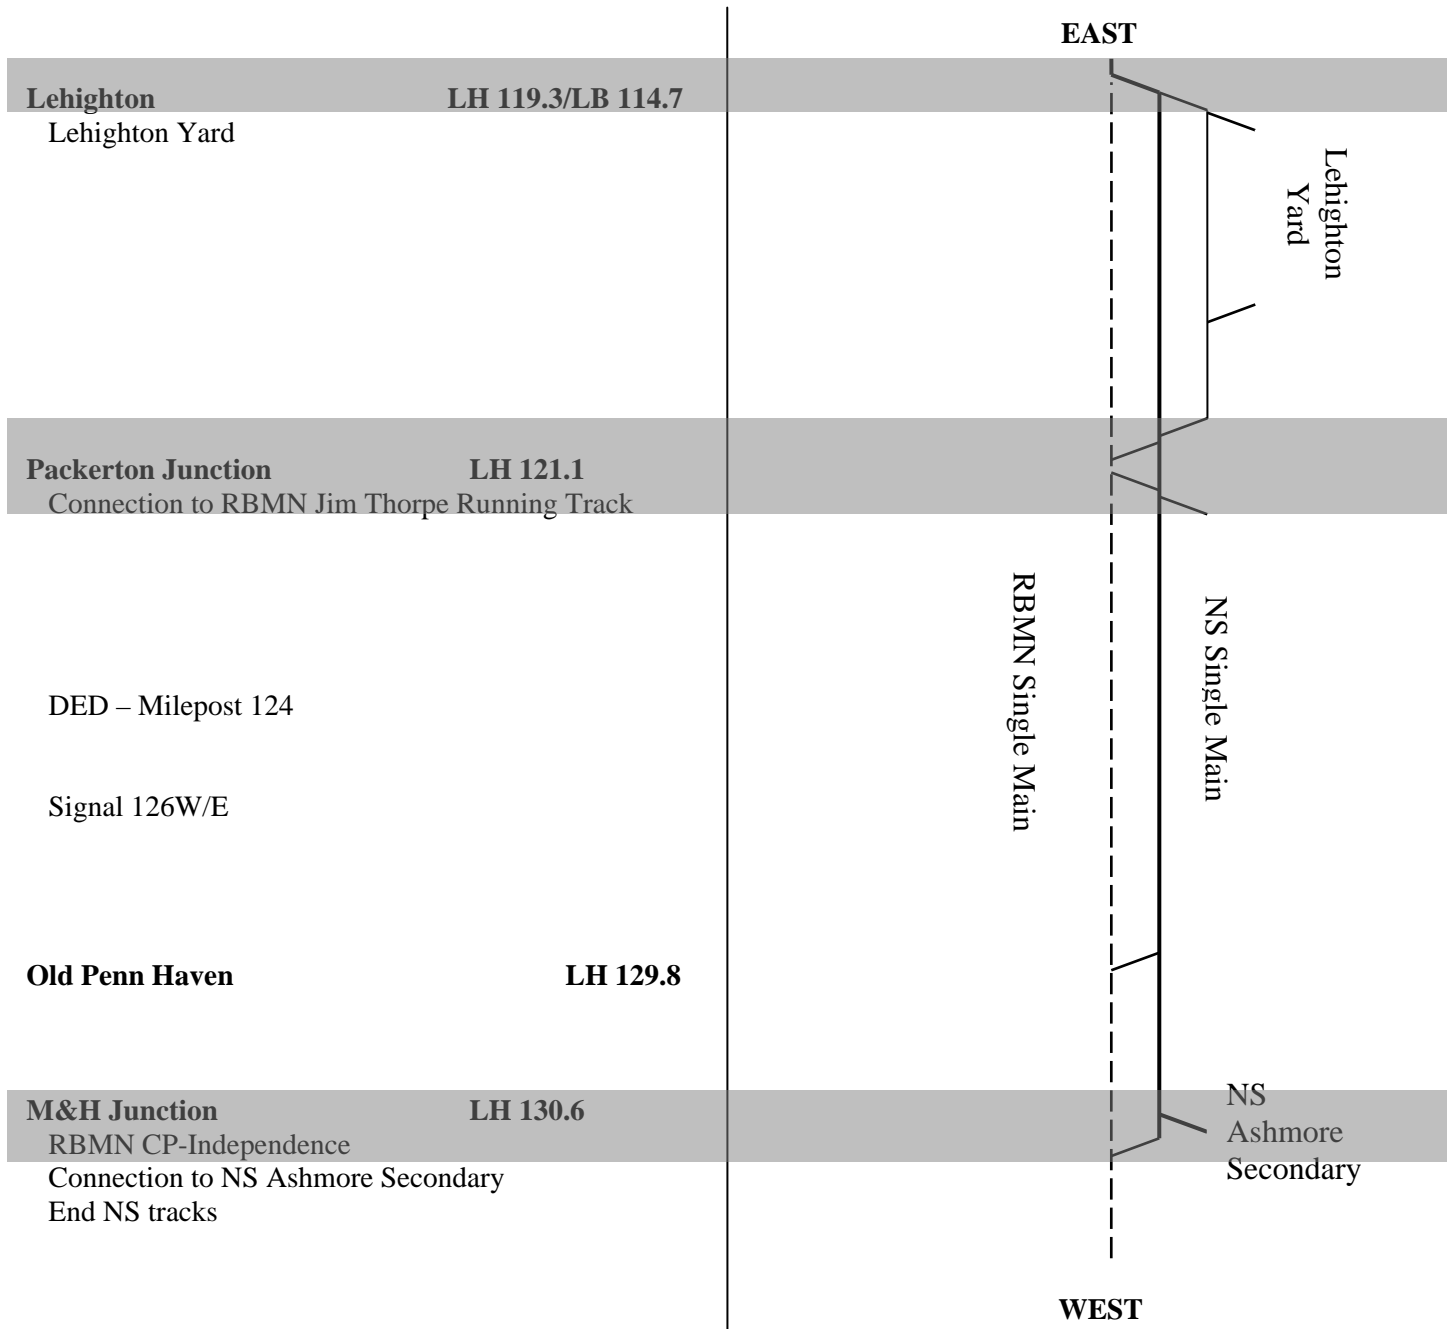 EAST
Lehighton LH 119.3/LB 114.7
Lehighton Yard
Lehighton
Yard
Packerton Junction LH 121.1
Connection to RBMN Jim Thorpe Running Track
RBMN Single Main
NS Single Main
DED – Milepost 124
Signal 126W/E
Old Penn Haven LH 129.8
M&H Junction LH 130.6
RBMN CP-Independence
Connection to NS Ashmore Secondary
End NS tracks
NS
Ashmore
Secondary
WEST